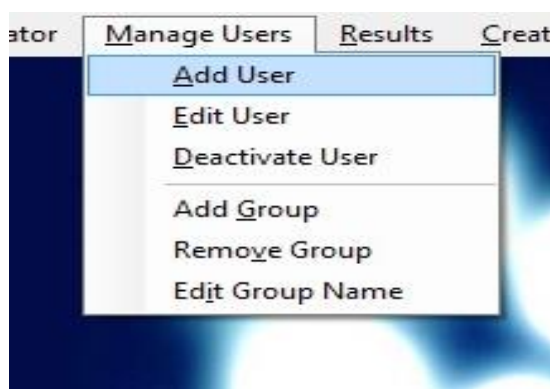 ator Manage Users Results Creat
Add User
Edit User
Deactivate User
Add Group
Remove Group
Edit Group Name